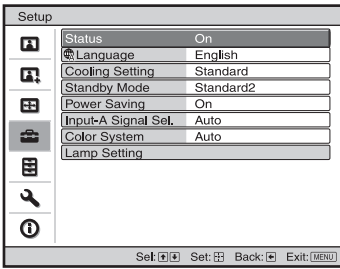 Setup
Status On
Language English
Cooling Setting Standard
Standby Mode Standard2
Power Saving On
Input-A Signal Sel. Auto
Color System Auto
Lamp Setting
Sel: Set: Back: Exit: MENU